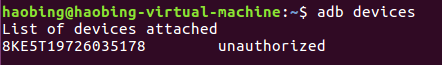 haobing@haobing-virtual-machine:~$ adb devices
List of devices attached
8KE5T19726035178	unauthorized